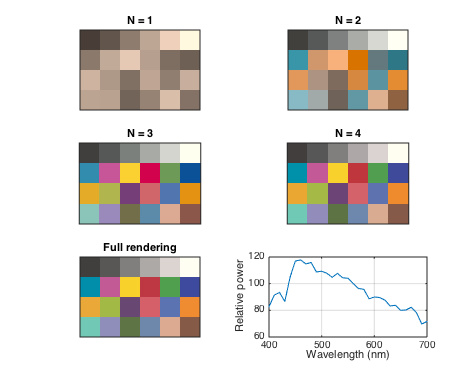 N = 1
N = 2
N = 3
N = 4
Full rendering
120
100
80
60
Relative power
400
500
600
700
Wavelength (nm)